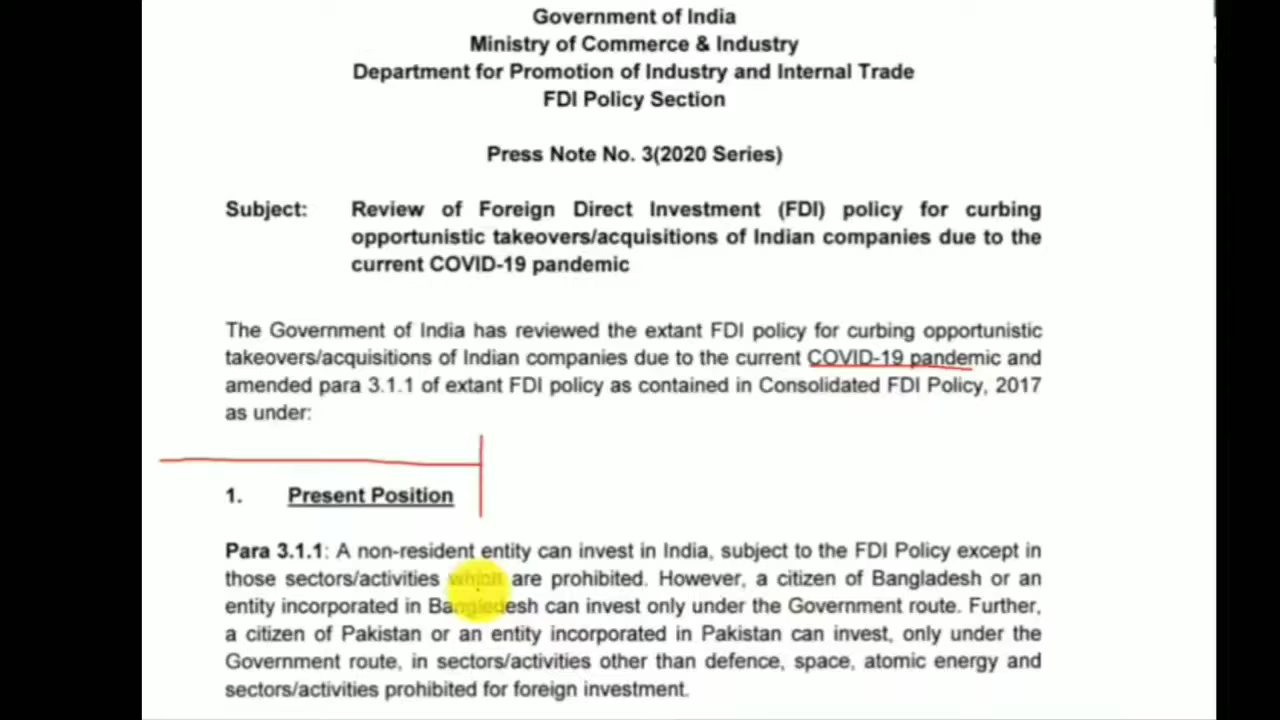 Government of India
Ministry of Commerce & Industry
Department for Promotion of Industry and Internal Trade
FDI Policy Section
Press Note No. 3(2020 Series)
Subject: Review of Foreign Direct Investment (FDI) policy for curbing
opportunistic takeovers/acquisitions of Indian companies due to the
current COVID-19 pandemic
The Government of India has reviewed the extant FDI policy for curbing opportunistic
takeovers/acquisitions of Indian companies due to the current COVID-19 pandemic and
amended para 3.1.1 of extant FDI policy as contained in Consolidated FDI Policy, 2017
as under:
1. Present Position
Para 3.1.1: A non-resident entity can invest in India, subject to the FDI Policy except in
those sectors/activities which are prohibited. However, a citizen of Bangladesh or an
entity incorporated in Bangledesh can invest only under the Government route. Further,
a citizen of Pakistan or an entity incorporated in Pakistan can invest, only under the
Government route, in sectors/activities other than defence, space, atomic energy and
sectors/activities prohibited for foreign investment.